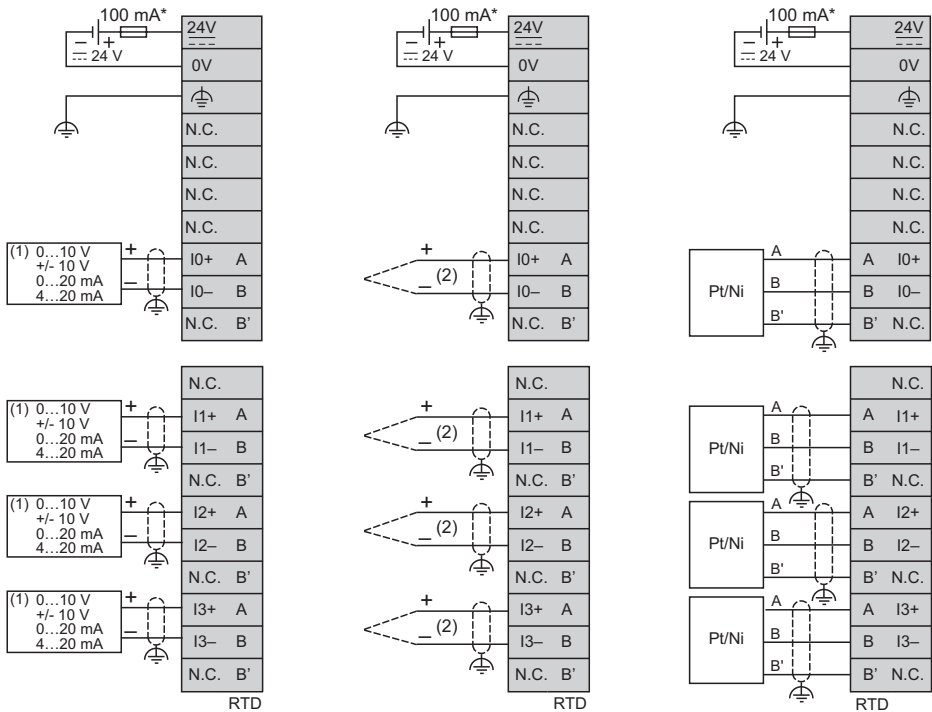 100 mA* 100 mA* 100 mA*
24V 24V 24V
– + – + – +
24 V 24 V 24 V
0V 0V 0V
N.C. N.C. N.C.
N.C. N.C. N.C.
N.C. N.C. N.C.
N.C. N.C. N.C.
(1) 0...10 V
+/- 10 V
0...20 mA
4...20 mA
+ I0+ A
– I0– B
N.C. B'
+ I0+ A
(2)
– I0– B
N.C. B'
Pt/Ni
A A I0+
B B I0–
B' B' N.C.
N.C. N.C. N.C.
(1) 0...10 V
+/- 10 V
0...20 mA
4...20 mA
+ I1+ A
– I1– B
N.C. B'
+ I1+ A
(2)
– I1– B
N.C. B'
Pt/Ni
A A I1+
B B I1–
B' B' N.C.
(1) 0...10 V
+/- 10 V
0...20 mA
4...20 mA
+ I2+ A
– I2– B
N.C. B'
+ I2+ A
(2)
– I2– B
N.C. B'
Pt/Ni
A A I2+
B B I2–
B' B' N.C.
(1) 0...10 V
+/- 10 V
0...20 mA
4...20 mA
+ I3+ A
– I3– B
N.C. B'
+ I3+ A
(2)
– I3– B
N.C. B'
Pt/Ni
A A I3+
B B I3–
B' B' N.C.
RTD RTD RTD